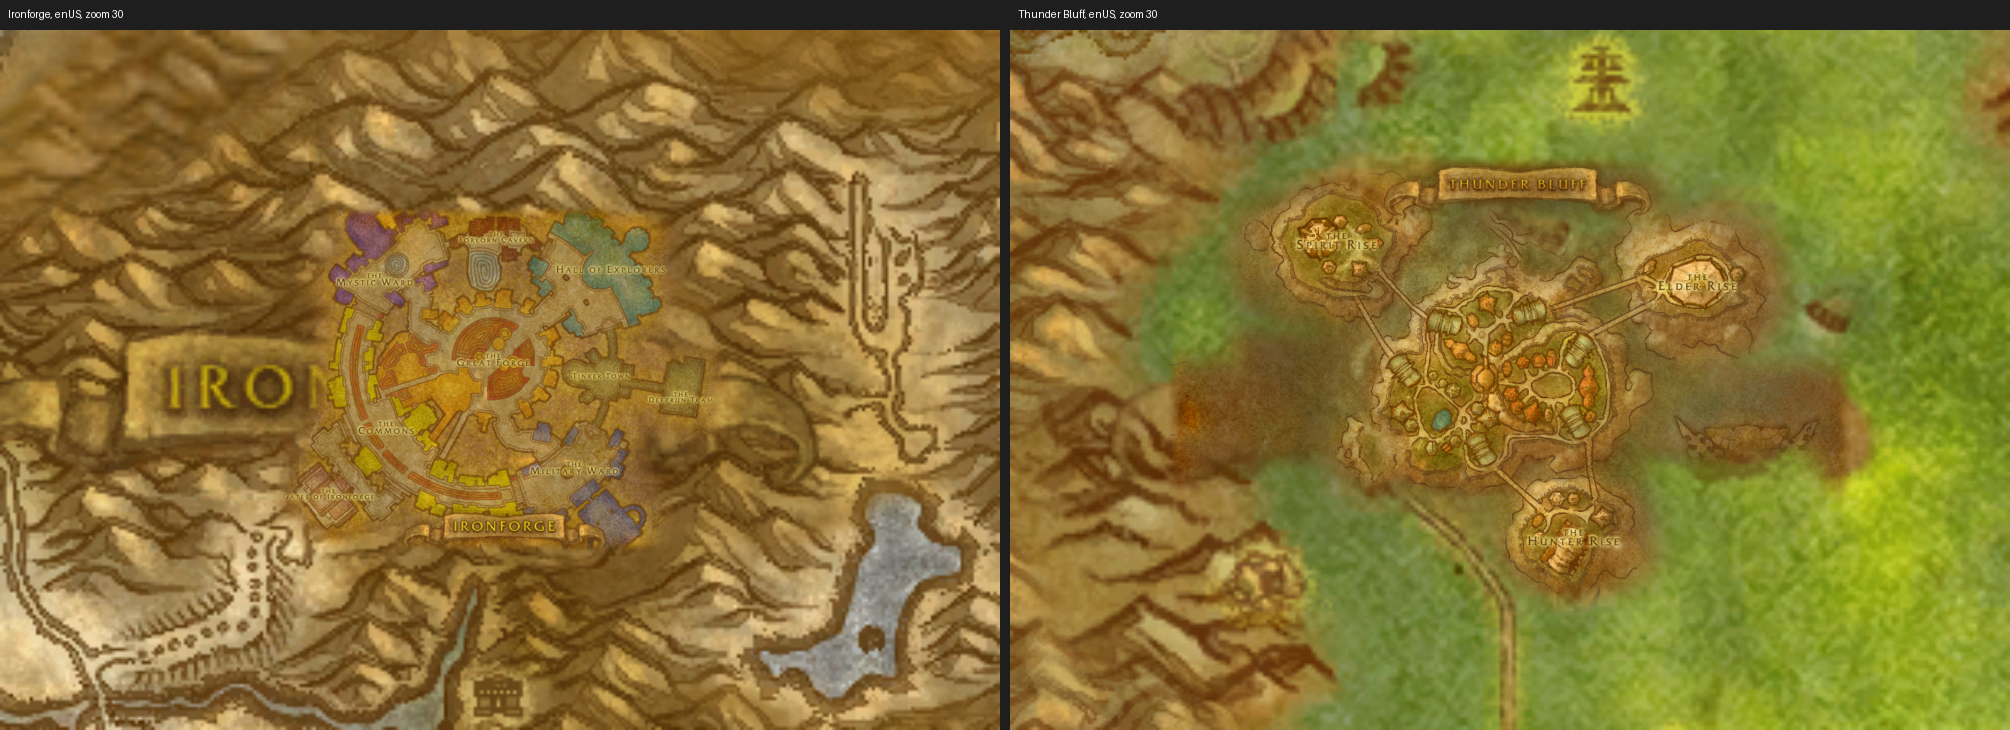 Ironforge, enUS, zoom 30
Thunder Bluff, enUS, zoom 30
THE
FORLORN CAVERN
HALL OF EXPLORERS
THE
MYSTIC WARD
IRON
THE
GREAT FORGE
TINKER TOWN
THE
DEEPRUN TRAM
THE
COMMONS
THE
MILITARY WARD
THE
GATES OF IRONFORGE
IRONFORGE
THUNDER BLUFF
THE
SPIRIT RISE
THE
ELDER RISE
THE
HUNTER RISE